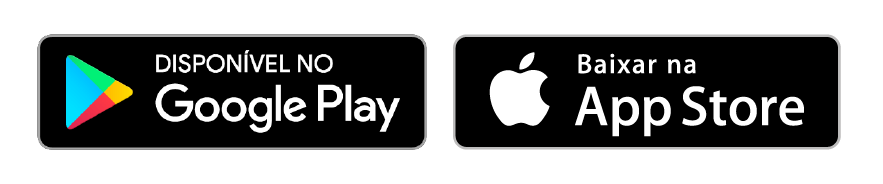 DISPONÍVEL NO
Google Play
Baixar na
App Store